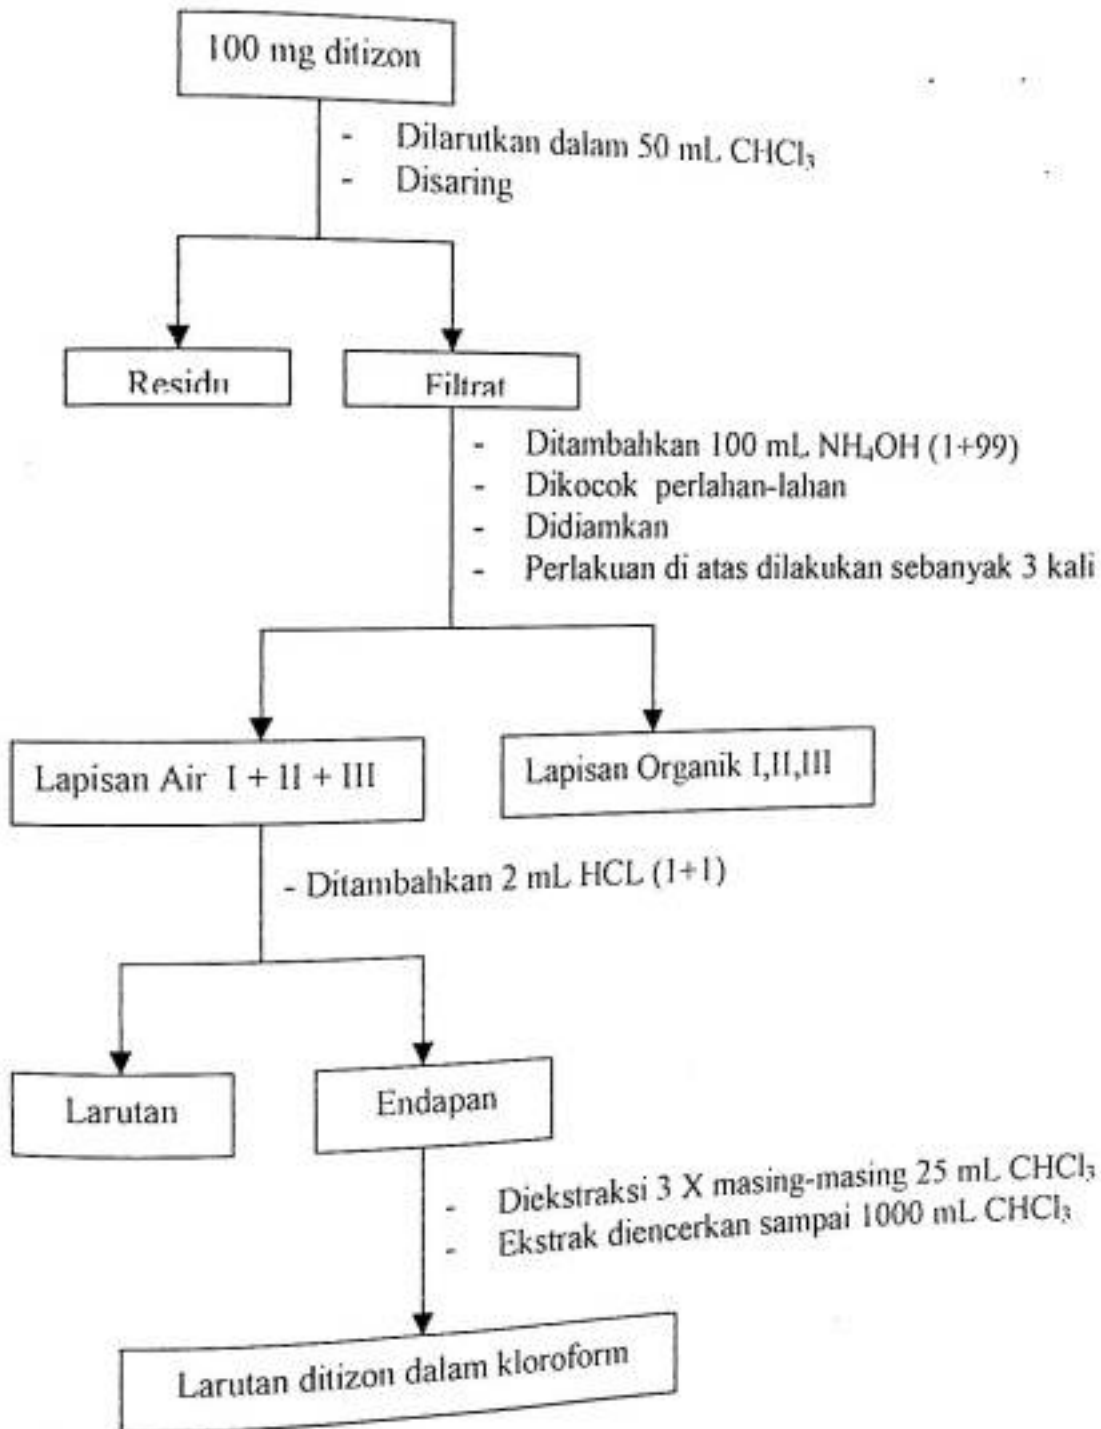 100 mg ditizon
- Dilarutkan dalam 50 mL CHCl₃
- Disaring
Residu
Filtrat
- Ditambahkan 100 mL NH₄OH (1+99)
- Dikocok perlahan-lahan
- Didiamkan
- Perlakuan di atas dilakukan sebanyak 3 kali
Lapisan Air I + II + III
Lapisan Organik I,II,III
- Ditambahkan 2 mL HCL (1+1)
Larutan
Endapan
- Diekstraksi 3 X masing-masing 25 mL CHCl₃
- Ekstrak diencerkan sampai 1000 mL CHCl₃
Larutan ditizon dalam kloroform